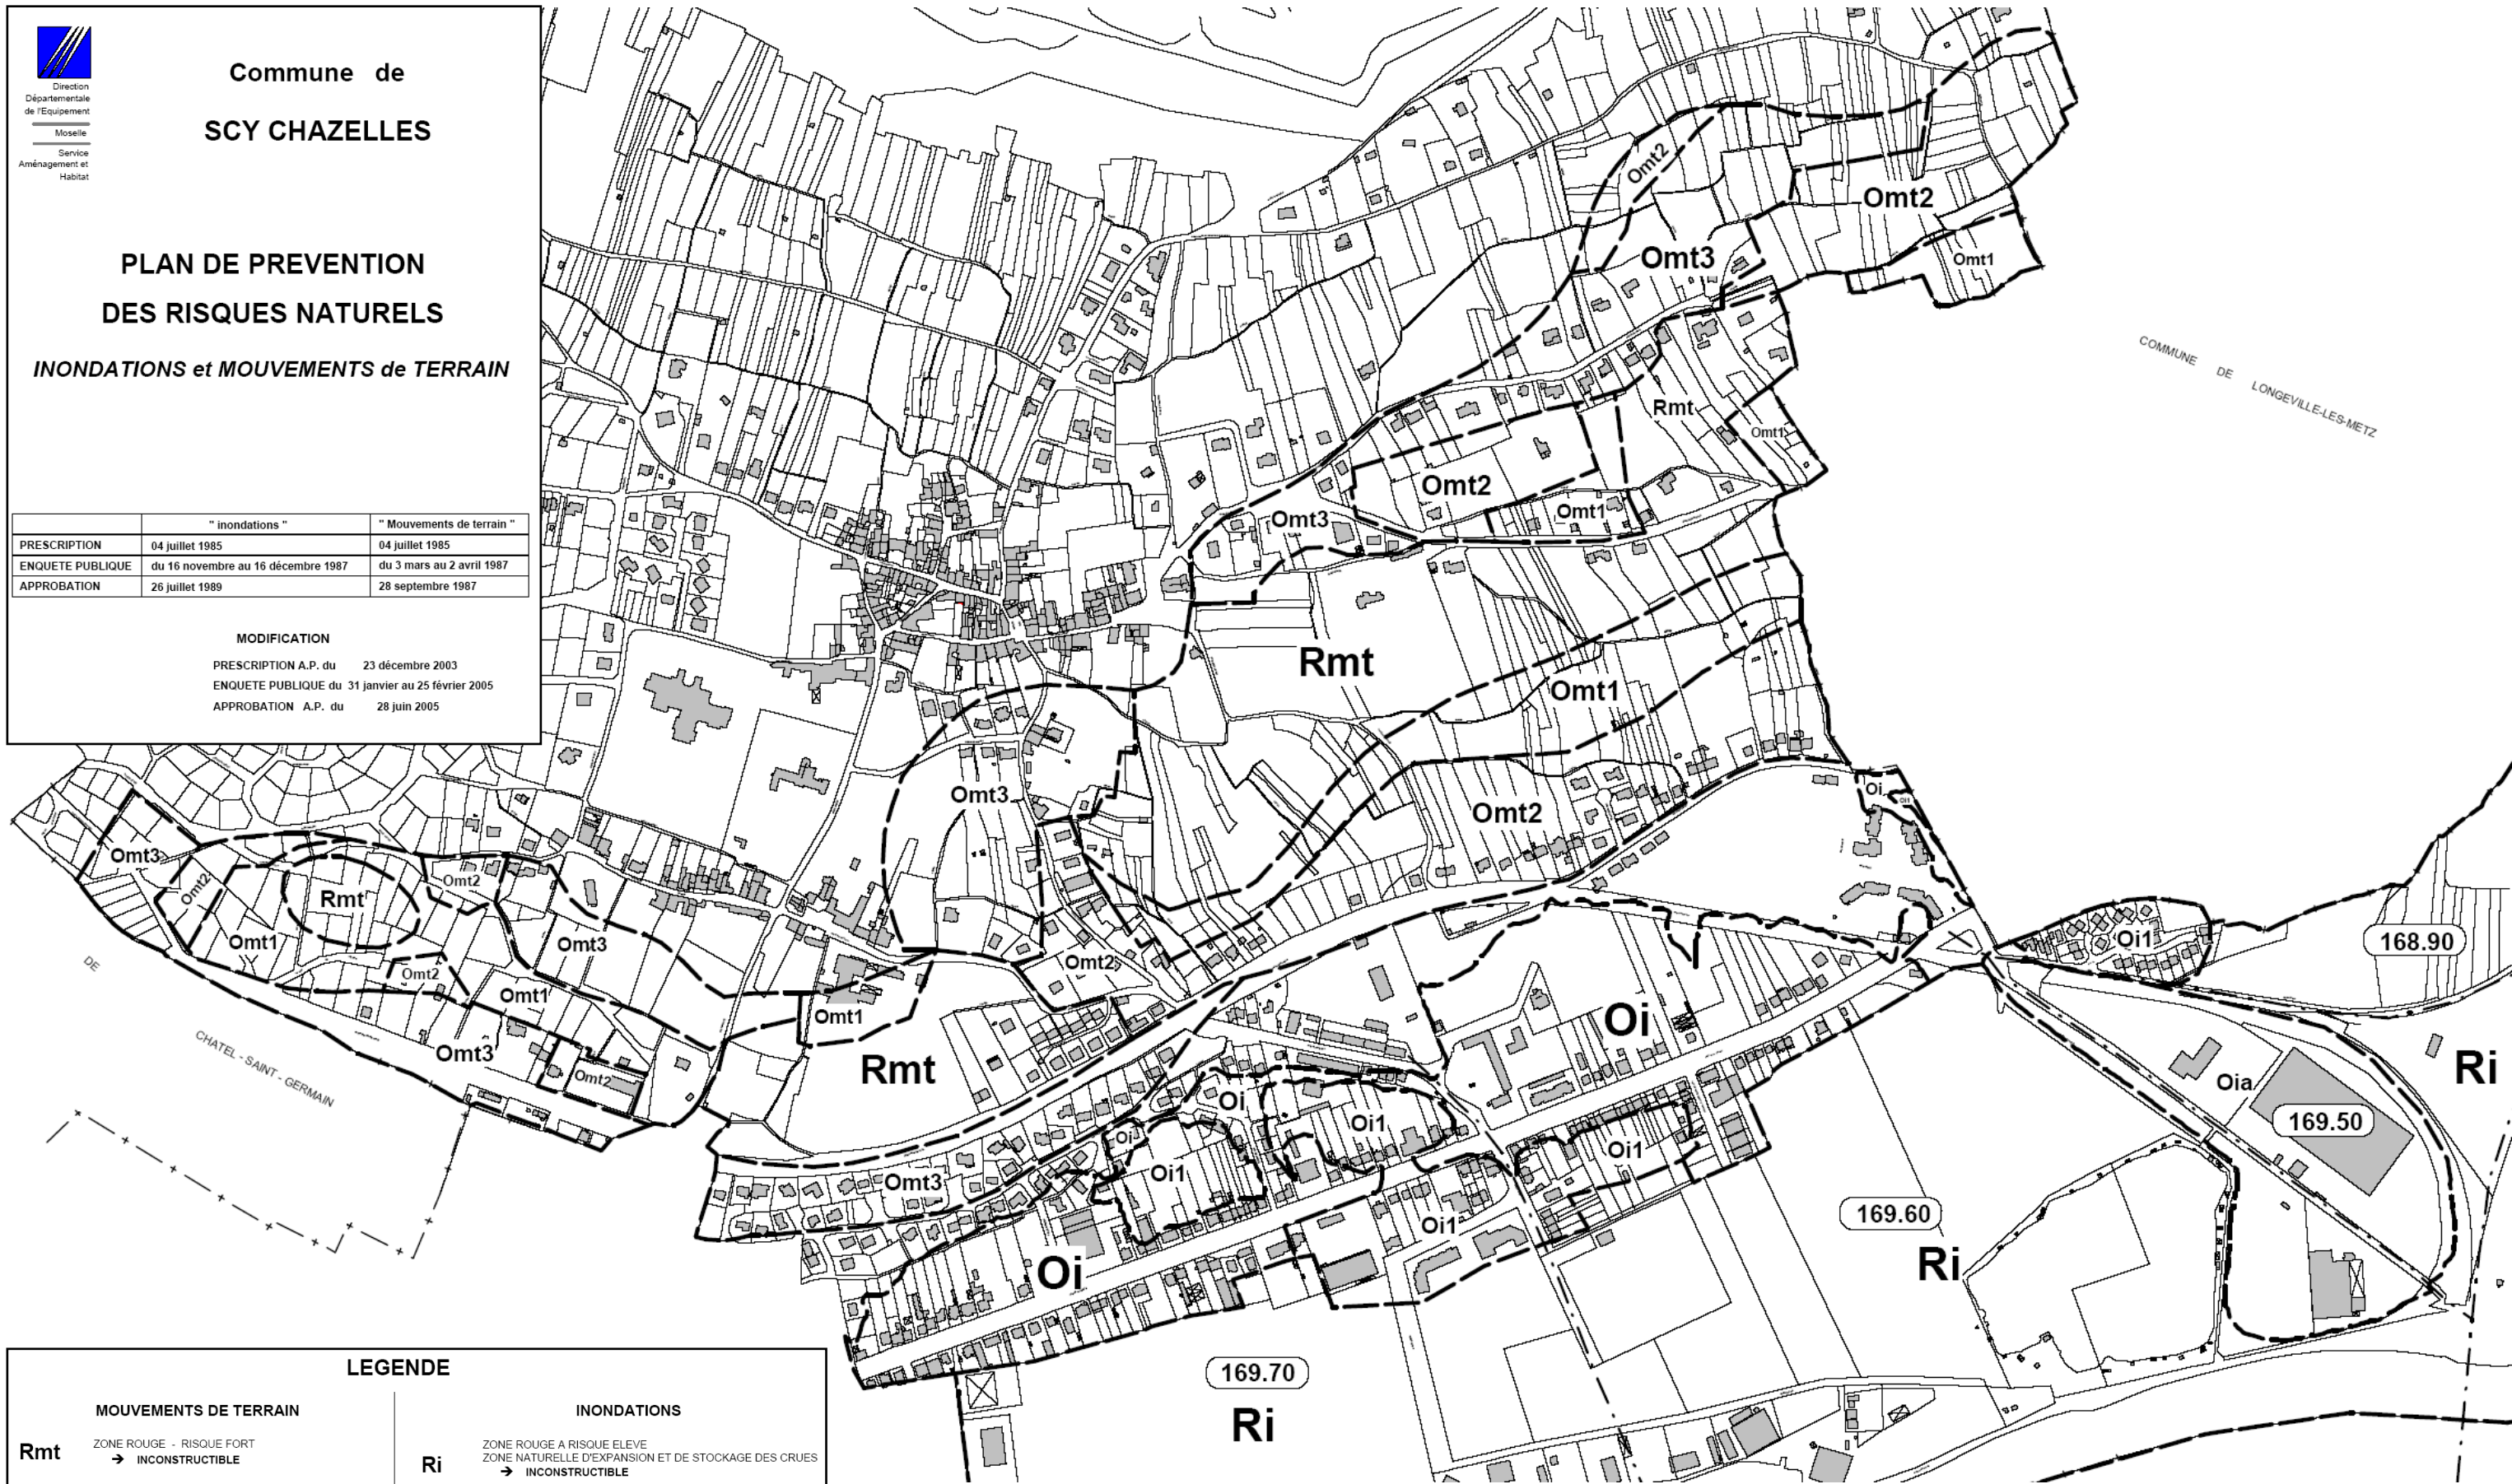 Direction
Départementale
de l'Equipement
Moselle
Service
Aménagement et
Habitat
Commune de
SCY CHAZELLES
PLAN DE PREVENTION
DES RISQUES NATURELS
INONDATIONS et MOUVEMENTS de TERRAIN
" inondations " " Mouvements de terrain "
PRESCRIPTION 04 juillet 1985 04 juillet 1985
ENQUETE PUBLIQUE du 16 novembre au 16 décembre 1987 du 3 mars au 2 avril 1987
APPROBATION 26 juillet 1989 28 septembre 1987
MODIFICATION
PRESCRIPTION A.P. du 23 décembre 2003
ENQUETE PUBLIQUE du 31 janvier au 25 février 2005
APPROBATION A.P. du 28 juin 2005
Omt2
Omt2
Omt3
Omt1
COMMUNE DE LONGEVILLE-LES-METZ
Rmt
Omt1
Omt2
Omt3
Omt1
Rmt
Omt1
Omt3
Omt2
Oi
Oi1
Omt3
Omt2
Rmt
Omt2
Omt1
Omt3
Omt2
Omt1
Omt3
Omt2
Omt1
Omt2
Rmt
DE
CHATEL - SAINT - GERMAIN
Oi1
168.90
Oi
Oia
169.50
Ri
Oi
Oi1
Oi
Oi1
Oi1
Omt3
Oi1
169.60
Ri
Oi
169.70
Ri
LEGENDE
MOUVEMENTS DE TERRAIN
Rmt ZONE ROUGE - RISQUE FORT
→ INCONSTRUCTIBLE
INONDATIONS
Ri ZONE ROUGE A RISQUE ELEVE
ZONE NATURELLE D'EXPANSION ET DE STOCKAGE DES CRUES
→ INCONSTRUCTIBLE